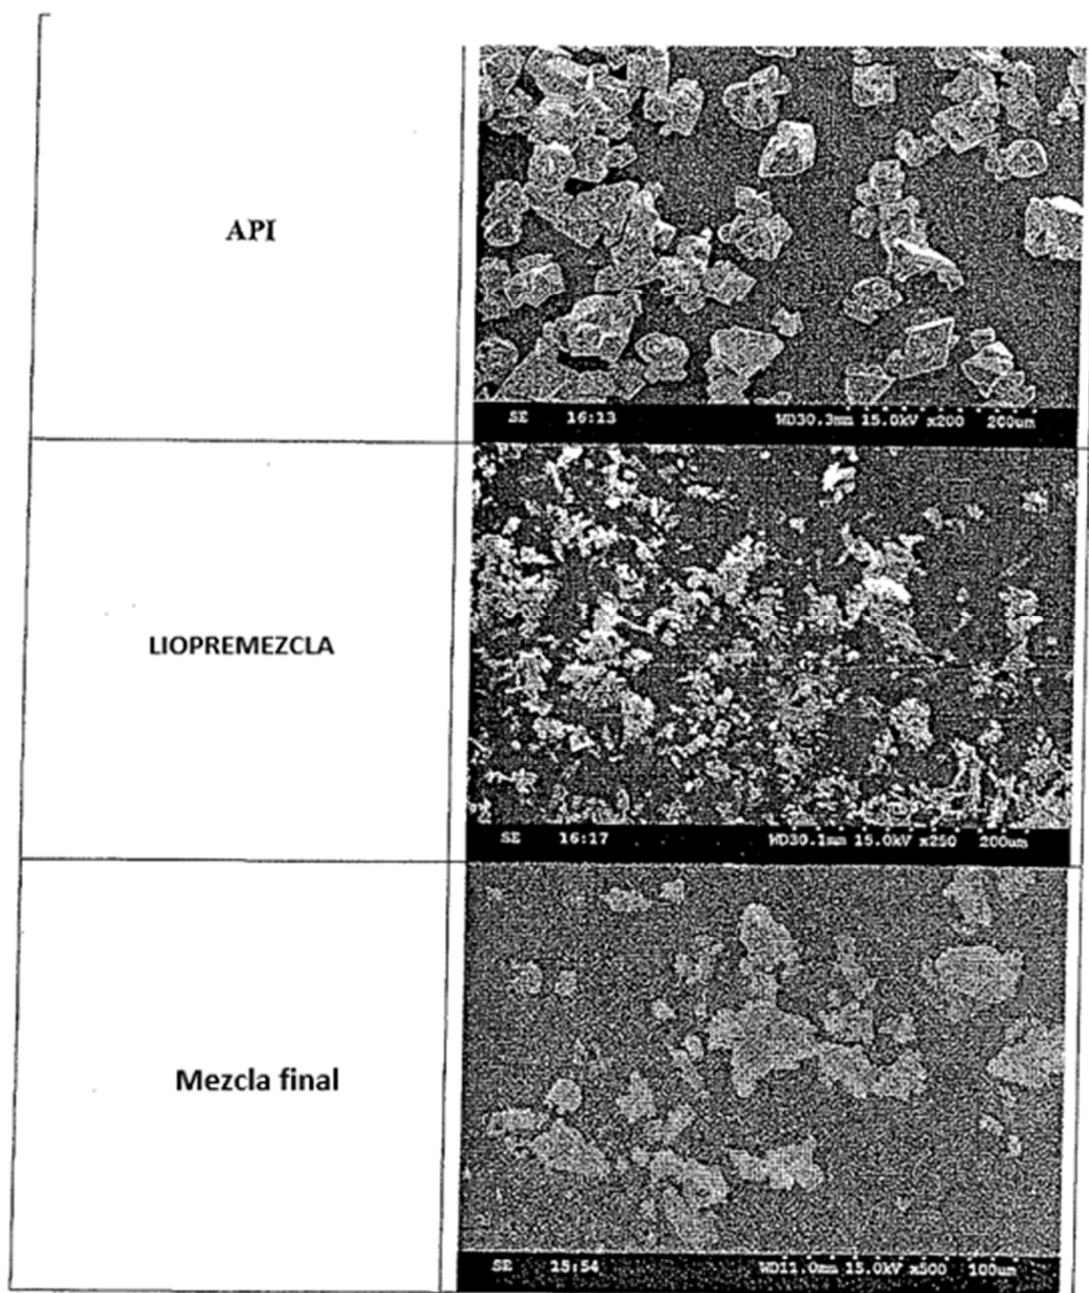 API
SE 16:13 WD30.3mm 15.0kV x200 200um
LIOPREMEZCLA
SE 16:17 WD30.1mm 15.0kV x250 200um
Mezcla final
SE 15:54 WD11.0mm 15.0kV x500 100um